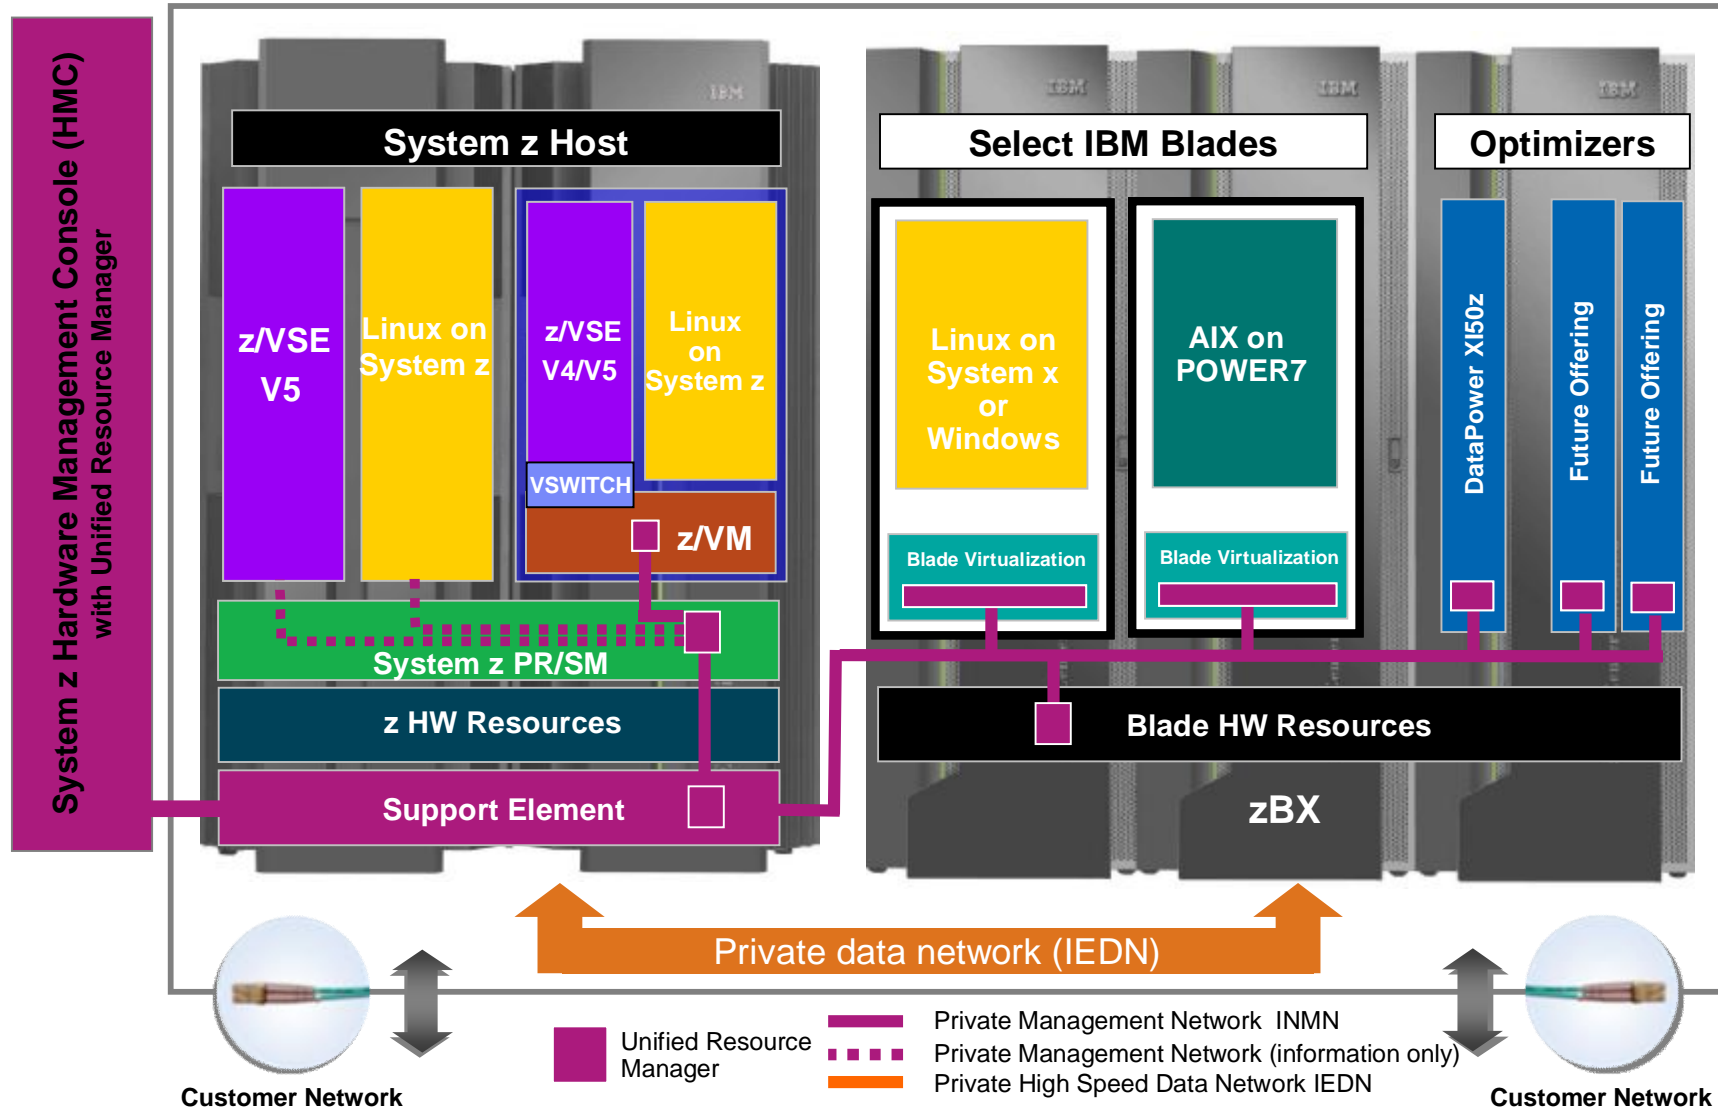 System z Hardware Management Console (HMC)
with Unified Resource Manager
IBM
IBM
IBM
IBM
System z Host
Select IBM Blades
Optimizers
z/VSE
V5
Linux on
System z
z/VSE
V4/V5
Linux
on
System z
VSWITCH
z/VM
Linux on
System x
or
Windows
AIX on
POWER7
DataPower XI50z
Future Offering
Future Offering
Blade Virtualization
Blade Virtualization
System z PR/SM
z HW Resources
Blade HW Resources
Support Element
zBX
Private data network (IEDN)
Unified Resource
Manager
Private Management Network INMN
Private Management Network (information only)
Private High Speed Data Network IEDN
Customer Network
Customer Network